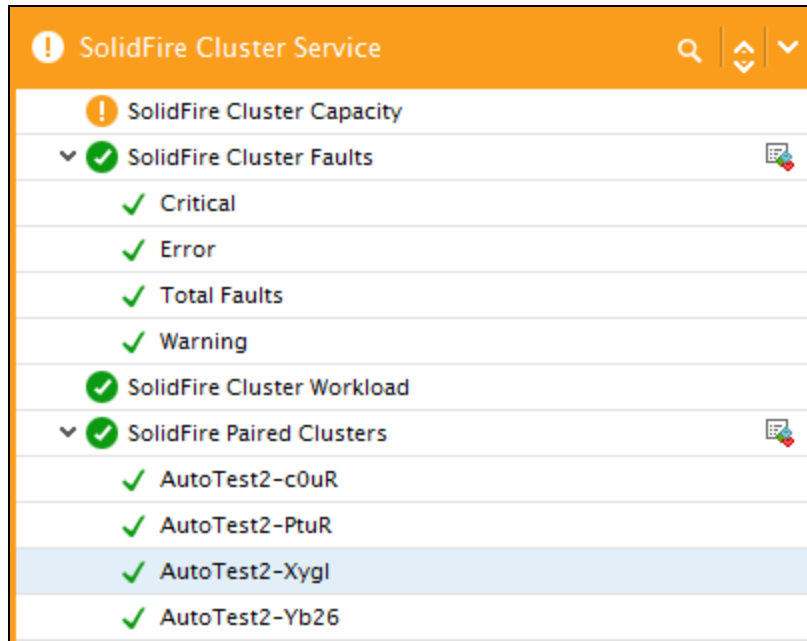 SolidFire Cluster Service
SolidFire Cluster Capacity
SolidFire Cluster Faults
Critical
Error
Total Faults
Warning
SolidFire Cluster Workload
SolidFire Paired Clusters
AutoTest2-c0uR
AutoTest2-PtuR
AutoTest2-Xygl
AutoTest2-Yb26